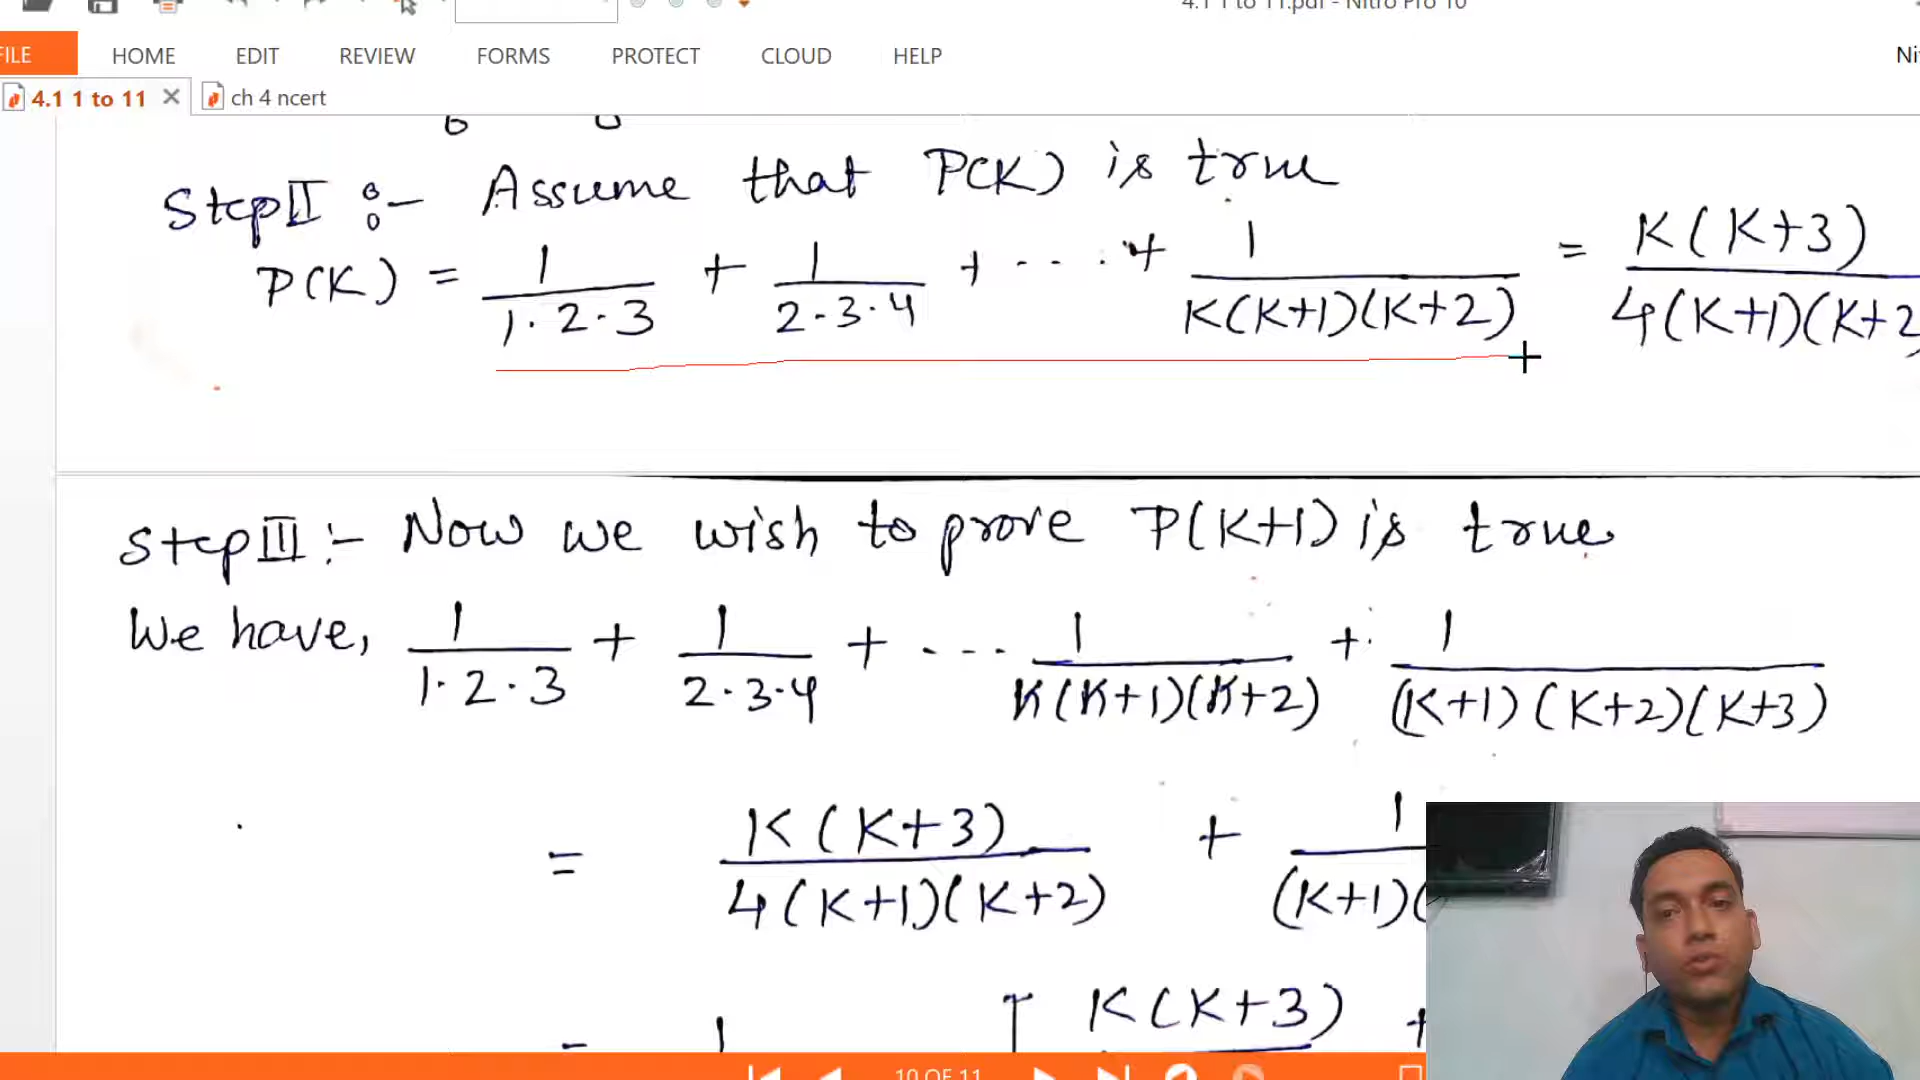 4.1 1 to 11.pdf - Nitro Pro 10
FILE HOME EDIT REVIEW FORMS PROTECT CLOUD HELP
4.1 1 to 11 ch 4 ncert
Step II :- Assume that P(K) is true
P(K) = 1/(1·2·3) + 1/(2·3·4) + ... + 1/(K(K+1)(K+2)) = K(K+3)/(4(K+1)(K+2
Step III :- Now we wish to prove P(K+1) is true.
We have, 1/(1·2·3) + 1/(2·3·4) + ... 1/(K(K+1)(K+2)) + 1/((K+1)(K+2)(K+3))
= K(K+3)/(4(K+1)(K+2)) + 1/((K+1)(
= 1 [ K(K+3) +
10 OF 11